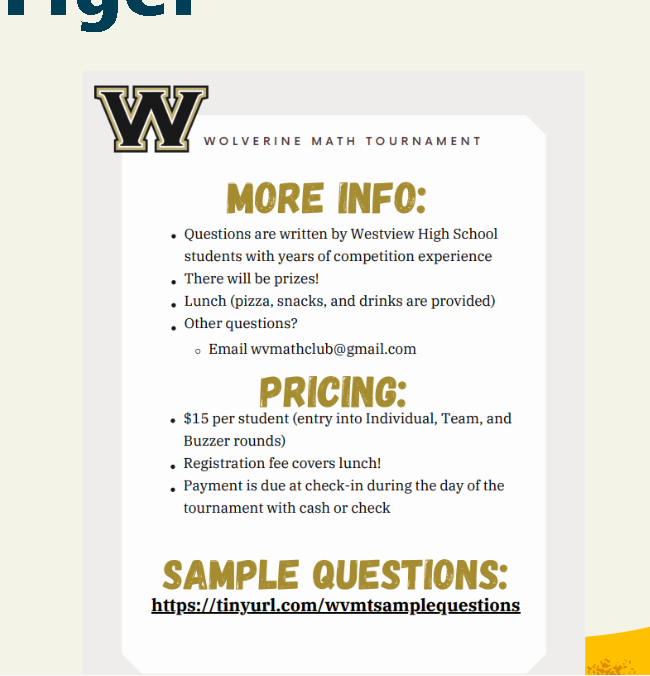 Tiger
W
WOLVERINE MATH TOURNAMENT
MORE INFO:
• Questions are written by Westview High School
students with years of competition experience
• There will be prizes!
• Lunch (pizza, snacks, and drinks are provided)
• Other questions?
◦ Email wvmathclub@gmail.com
PRICING:
• $15 per student (entry into Individual, Team, and
Buzzer rounds)
• Registration fee covers lunch!
• Payment is due at check-in during the day of the
tournament with cash or check
SAMPLE QUESTIONS:
https://tinyurl.com/wvmtsamplequestions